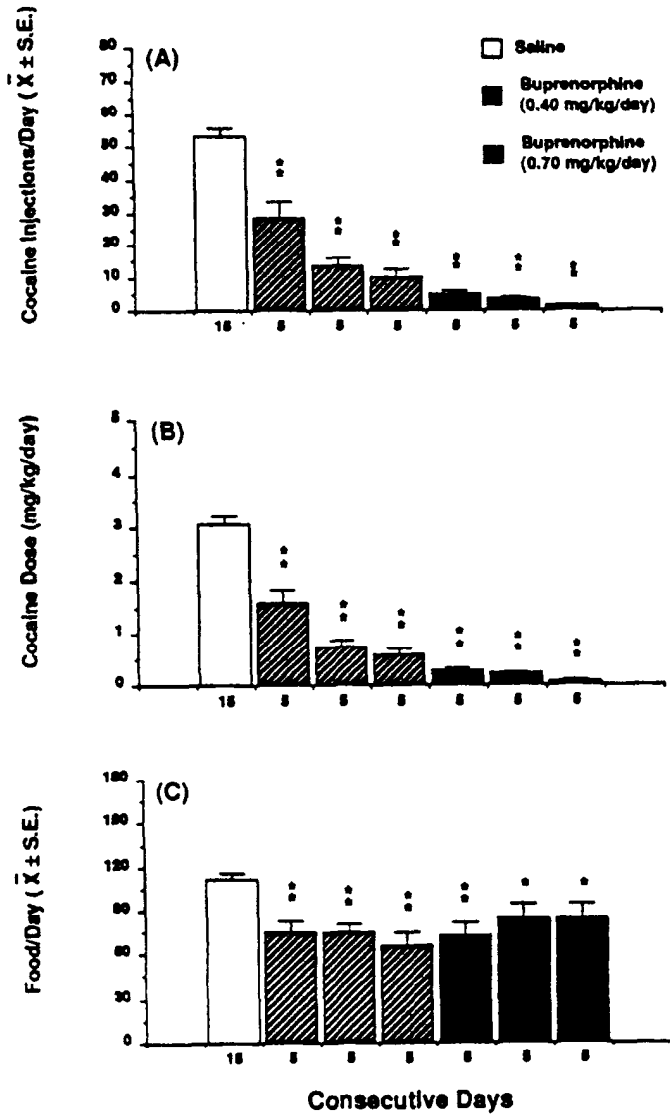 (A)
Cocaine Injections/Day ( X̄ ± S.E.)
80
70
60
50
40
30
20
10
0
15 5 5 5 5 5 5
Saline
Buprenorphine
(0.40 mg/kg/day)
Buprenorphine
(0.70 mg/kg/day)
** ** ** ** ** **
(B)
Cocaine Dose (mg/kg/day)
5
4
3
2
1
0
15 5 5 5 5 5 5
** ** ** ** ** **
(C)
Food/Day ( X̄ ± S.E.)
180
150
120
90
60
30
0
15 5 5 5 5 5 5
** ** ** ** * *
Consecutive Days